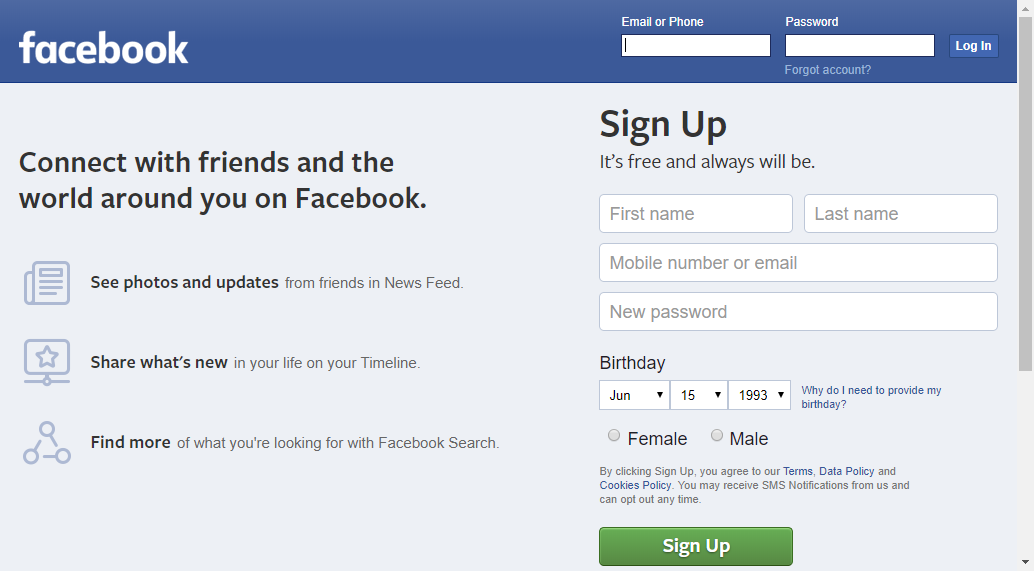 facebook
Email or Phone
Password
Log In
Forgot account?
Connect with friends and the
world around you on Facebook.
See photos and updates from friends in News Feed.
Share what's new in your life on your Timeline.
Find more of what you're looking for with Facebook Search.
Sign Up
It's free and always will be.
First name
Last name
Mobile number or email
New password
Birthday
Jun
15
1993
Why do I need to provide my
birthday?
Female
Male
By clicking Sign Up, you agree to our Terms, Data Policy and
Cookies Policy. You may receive SMS Notifications from us and
can opt out any time.
Sign Up